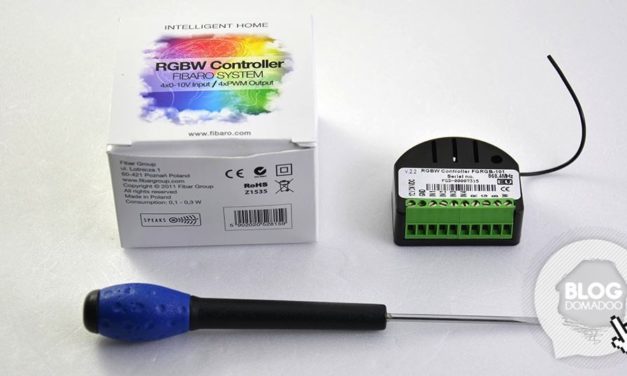 INTELLIGENT HOME
RGBW Controller
FIBARO SYSTEM
4x0-10V Input / 4xPWM Output
www.fibaro.com
Fibar Group
ul. Lotnicza 1
60-421 Poznań Poland
www.fibargroup.com
Copyright © 2011 Fibar Group
All rights reserved
Made in Poland
Consumption: 0,1 - 0,3 W
SPEAKS
CE RoHS
Z1535
V 2.2 RGBW Controller FGRGB-101
Serial no.
BLOG
DOMADOO